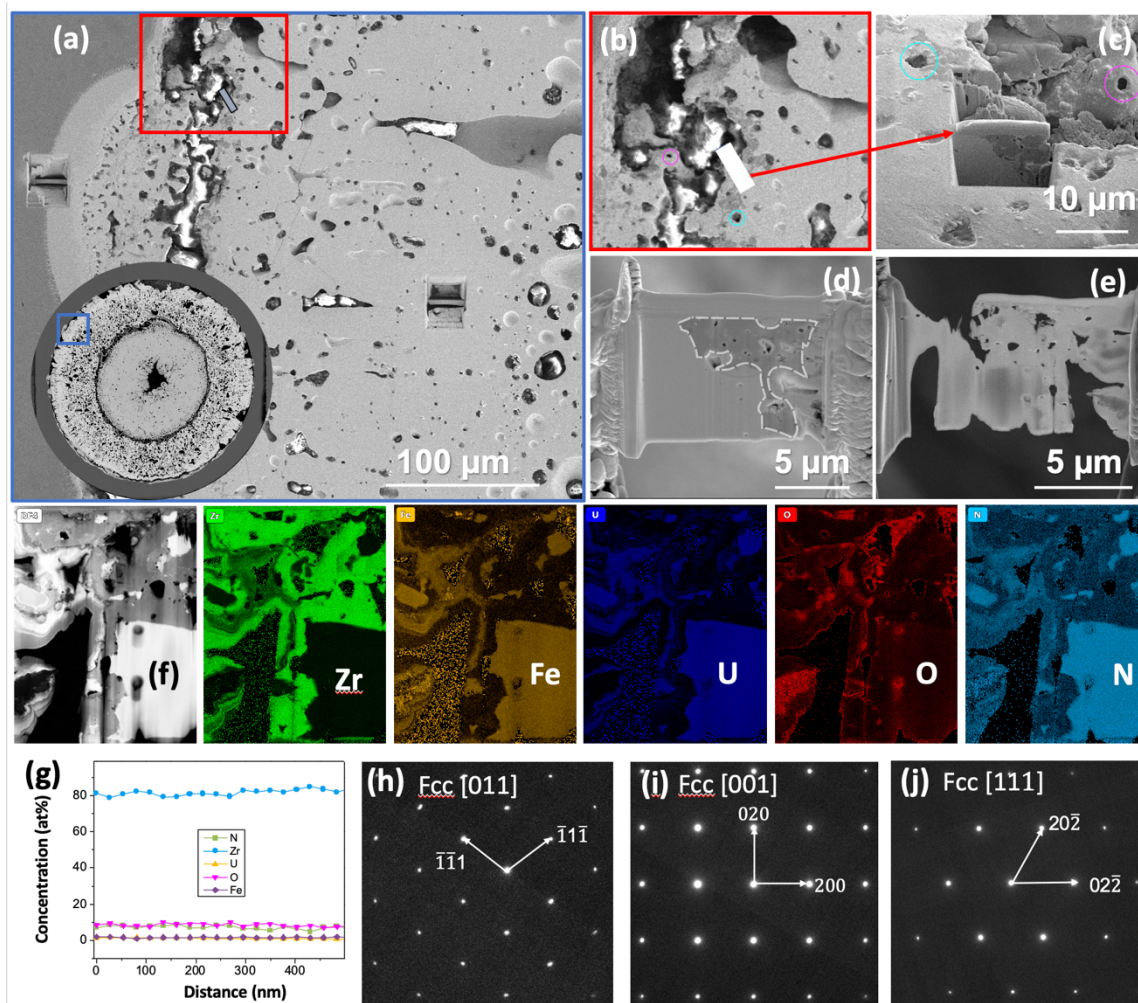 (a)
100 µm
(b)
(c)
10 µm
(d)
5 µm
(e)
5 µm
(f)
Zr
Zr
Fe
Fe
U
U
O
O
N
N
(g)
Concentration (at%)
80
60
40
20
0
N
Zr
U
O
Fe
0 100 200 300 400
Distance (nm)
(h) Fcc [011]
1̅1̅1
1̅11̅
(i) Fcc [001]
020
200
(j) Fcc [111]
202̅
022̅